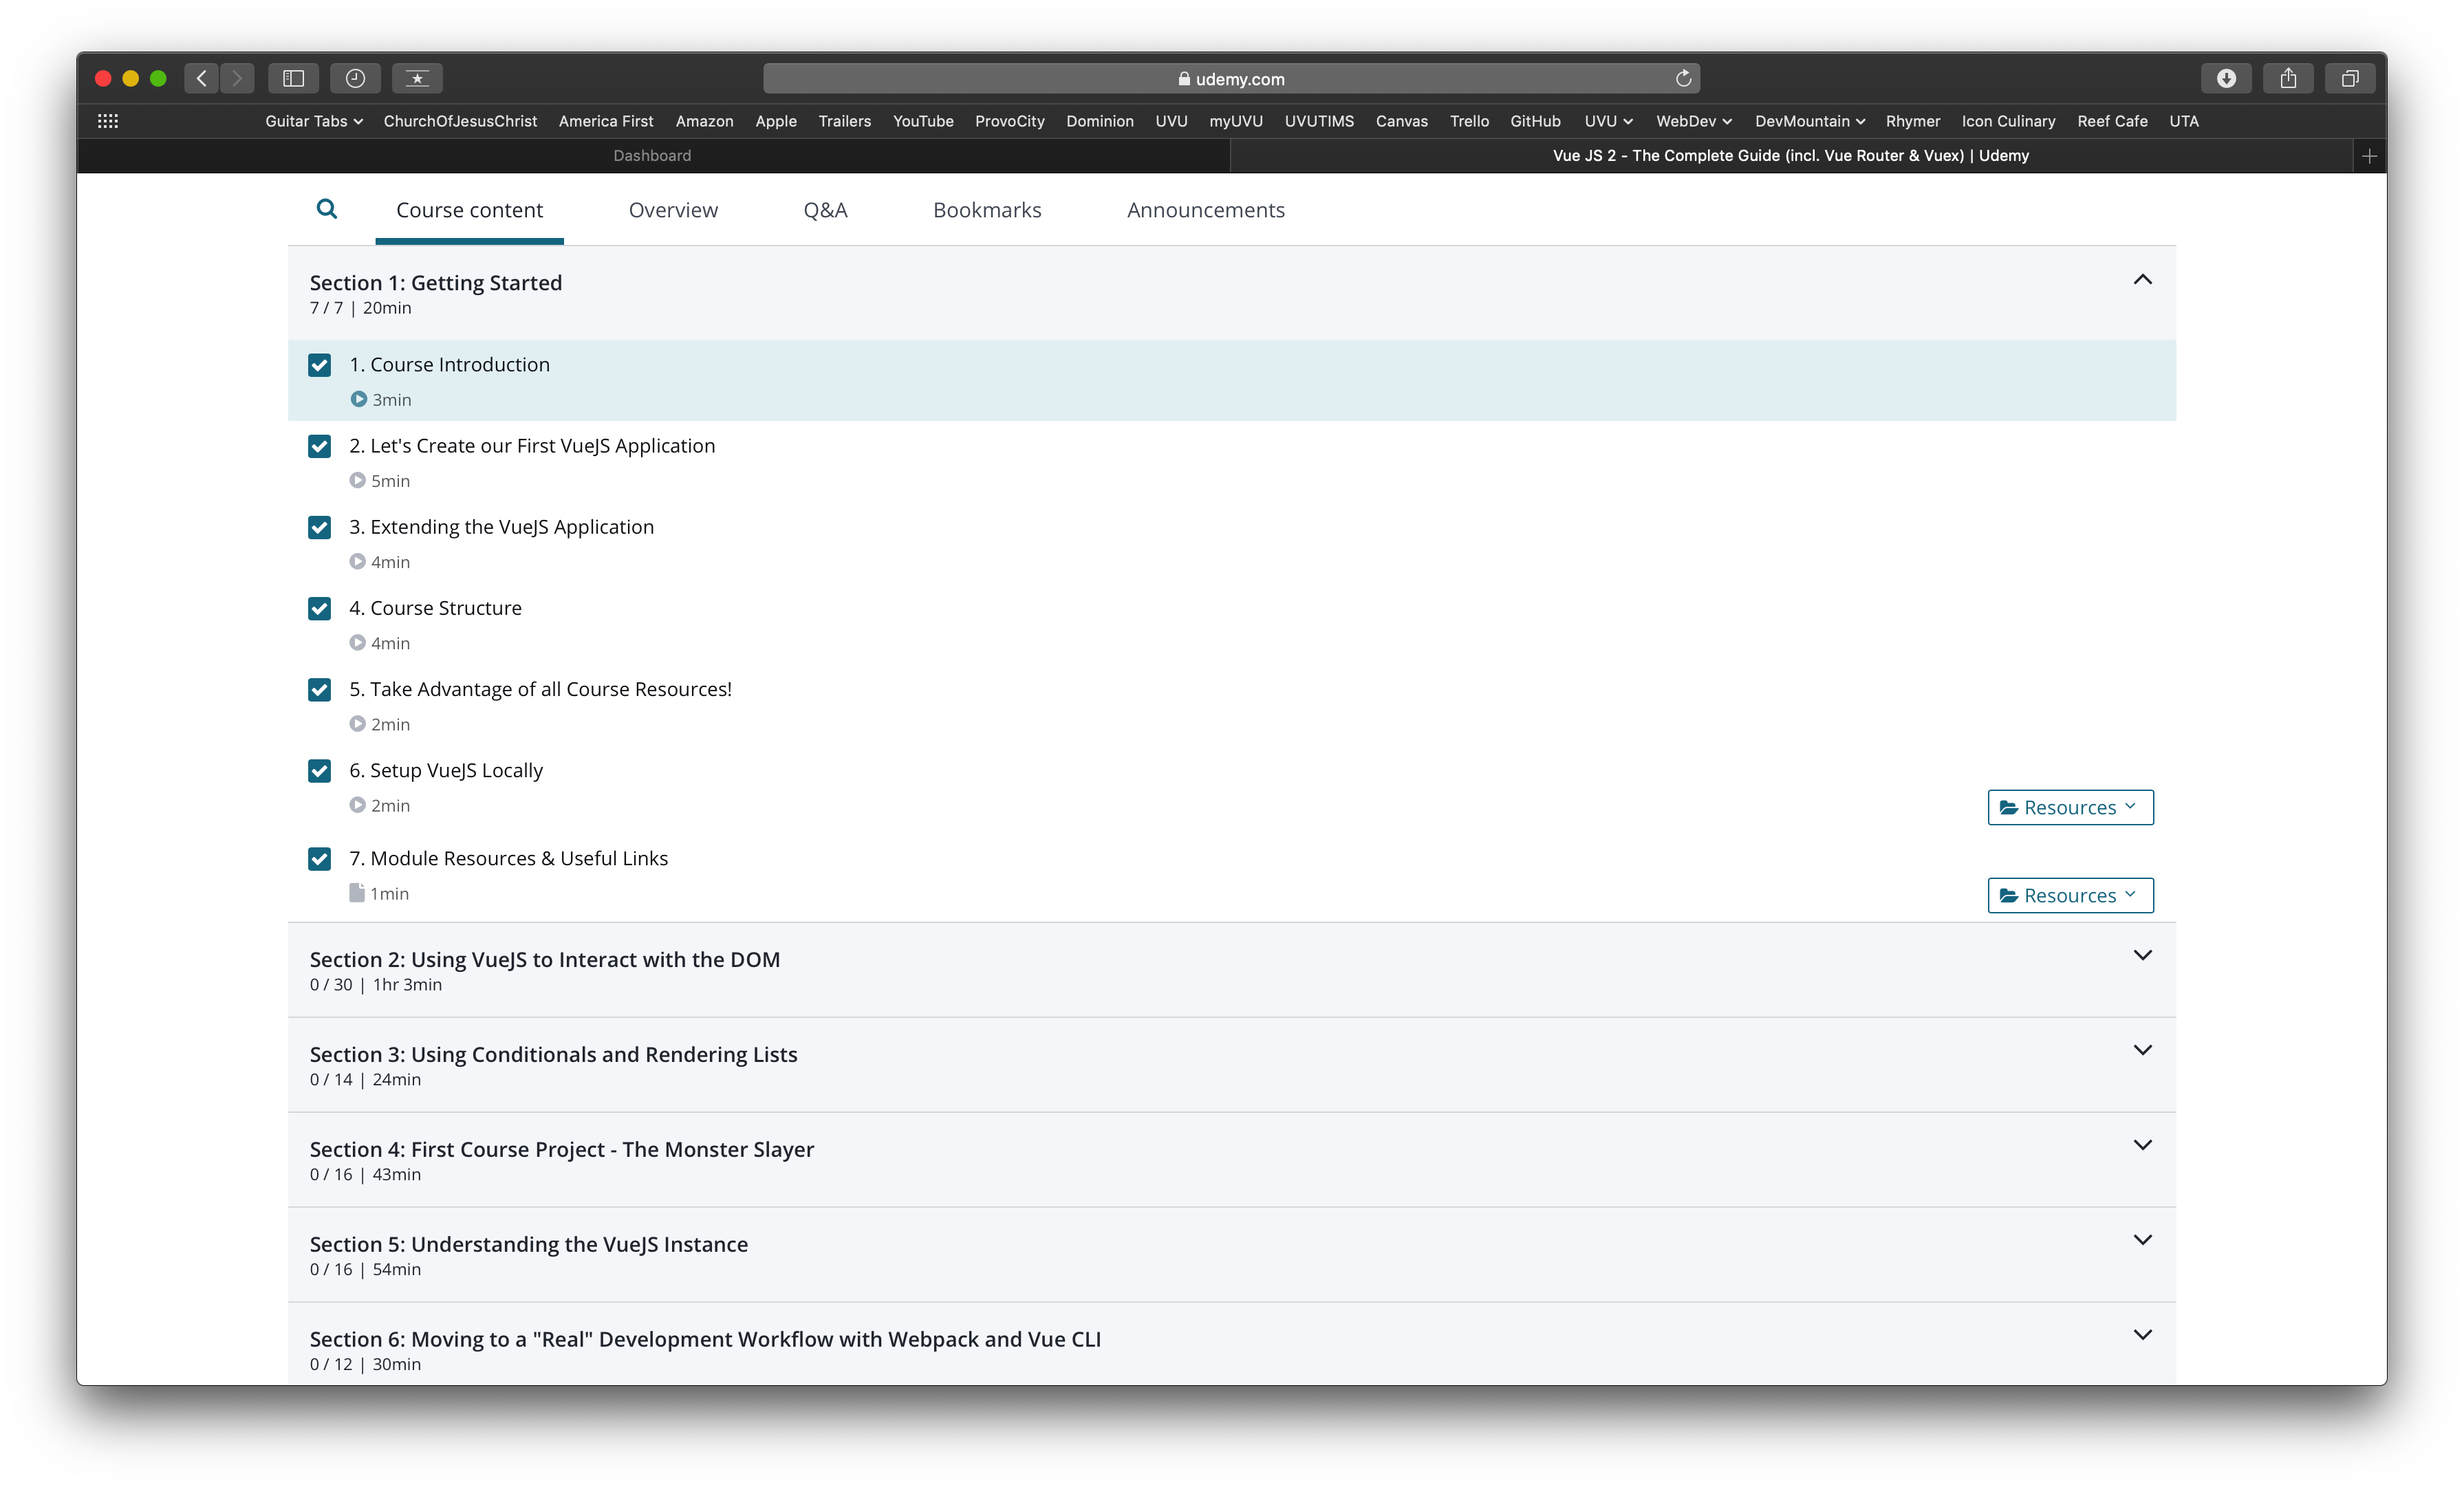 udemy.com
Guitar Tabs ChurchOfJesusChrist America First Amazon Apple Trailers YouTube ProvoCity Dominion UVU myUVU UVUTIMS Canvas Trello GitHub UVU WebDev DevMountain Rhymer Icon Culinary Reef Cafe UTA
Dashboard Vue JS 2 - The Complete Guide (incl. Vue Router & Vuex) | Udemy
Course content Overview Q&A Bookmarks Announcements
Section 1: Getting Started
7 / 7 | 20min
1. Course Introduction
3min
2. Let's Create our First VueJS Application
5min
3. Extending the VueJS Application
4min
4. Course Structure
4min
5. Take Advantage of all Course Resources!
2min
6. Setup VueJS Locally
2min Resources
7. Module Resources & Useful Links
1min Resources
Section 2: Using VueJS to Interact with the DOM
0 / 30 | 1hr 3min
Section 3: Using Conditionals and Rendering Lists
0 / 14 | 24min
Section 4: First Course Project - The Monster Slayer
0 / 16 | 43min
Section 5: Understanding the VueJS Instance
0 / 16 | 54min
Section 6: Moving to a "Real" Development Workflow with Webpack and Vue CLI
0 / 12 | 30min